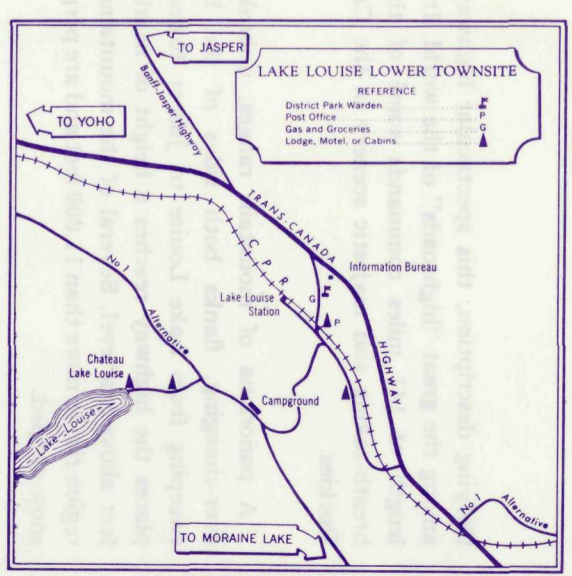 TO JASPER
Banff-Jasper Highway
TO YOHO
LAKE LOUISE LOWER TOWNSITE
REFERENCE
District Park Warden
Post Office P
Gas and Groceries G
Lodge, Motel, or Cabins
TRANS-CANADA
HIGHWAY
CPR
Information Bureau
G
Lake Louise
Station
P
No 1
Alternative
Chateau
Lake Louise
Lake Louise
Campground
No 1
Alternative
TO MORAINE LAKE